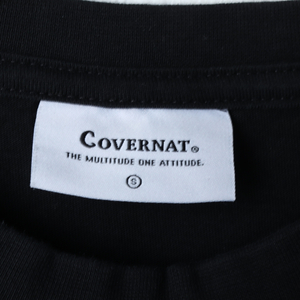 COVERNAT®
THE MULTITUDE ONE ATTITUDE.
S